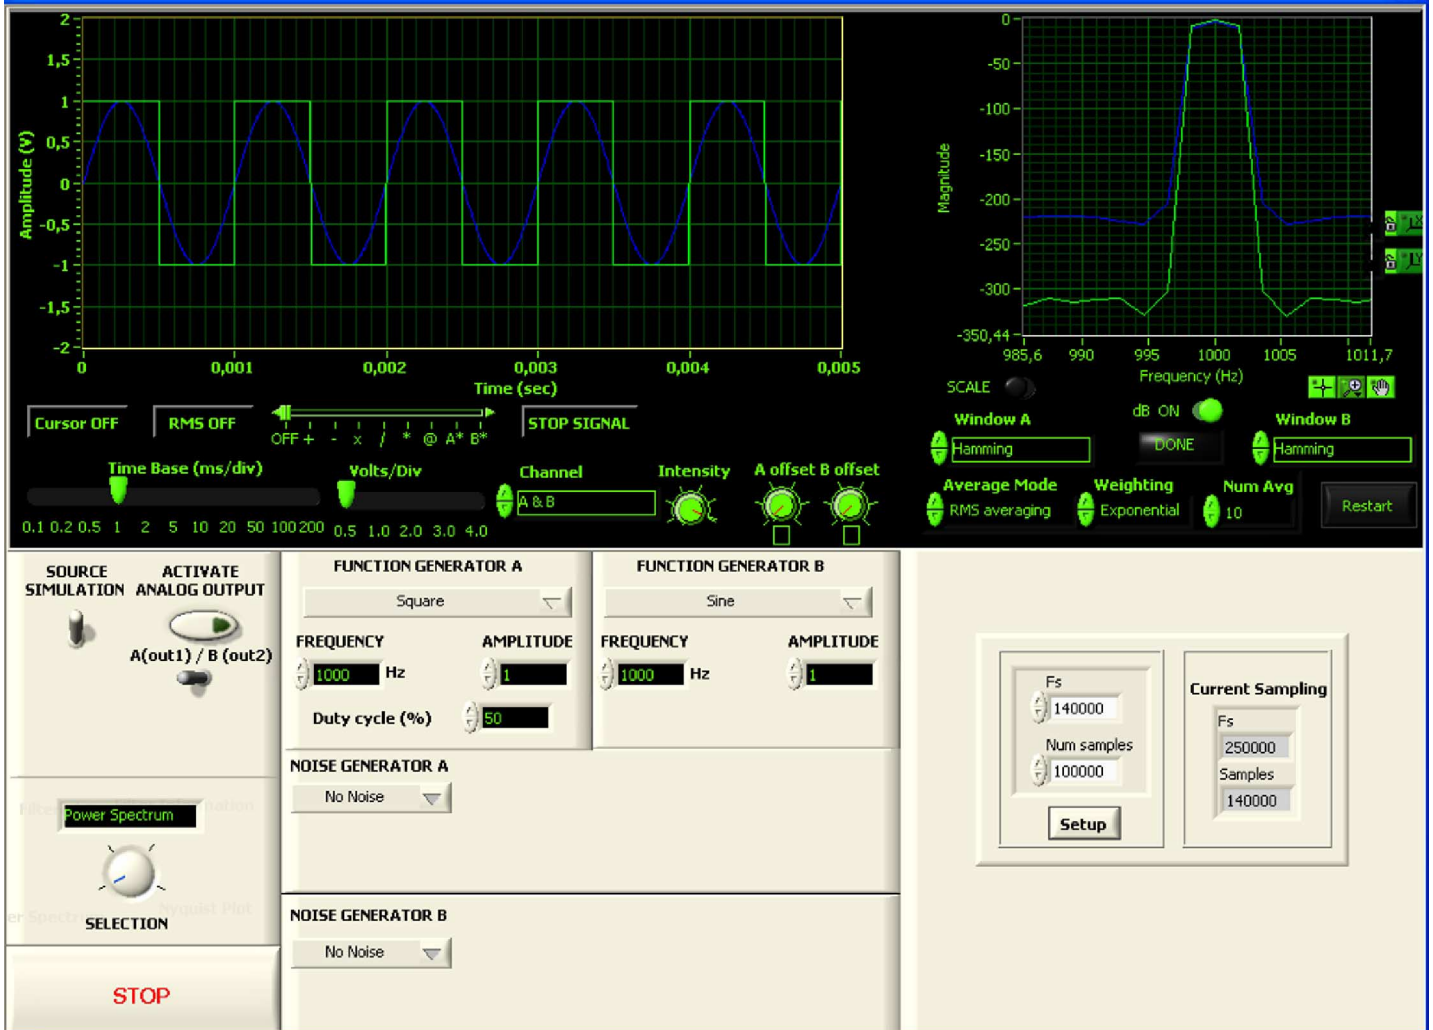 2
1,5
1
0,5
0
-0,5
-1
-1,5
-2
Amplitude (V)
0 0,001 0,002 0,003 0,004 0,005
Time (sec)
0
-50
-100
-150
-200
-250
-300
-350,44
Magnitude
985,6 990 995 1000 1005 1011,7
Frequency (Hz)
X
Y
Cursor OFF
RMS OFF
OFF + - x / * @ A* B*
STOP SIGNAL
SCALE
dB ON
Window A
Hamming
DONE
Window B
Hamming
Time Base (ms/div)
0.1 0.2 0.5 1 2 5 10 20 50 100 200
Volts/Div
0.5 1.0 2.0 3.0 4.0
Channel
A & B
Intensity
A offset B offset
Average Mode
RMS averaging
Weighting
Exponential
Num Avg
10
Restart
SOURCE
SIMULATION
ACTIVATE
ANALOG OUTPUT
A(out1) / B (out2)
FUNCTION GENERATOR A
Square
FREQUENCY AMPLITUDE
1000 Hz 1
Duty cycle (%) 50
FUNCTION GENERATOR B
Sine
FREQUENCY AMPLITUDE
1000 Hz 1
NOISE GENERATOR A
No Noise
NOISE GENERATOR B
No Noise
Power Spectrum
Nyquist Plot
SELECTION
STOP
Fs
140000
Num samples
100000
Setup
Current Sampling
Fs
250000
Samples
140000